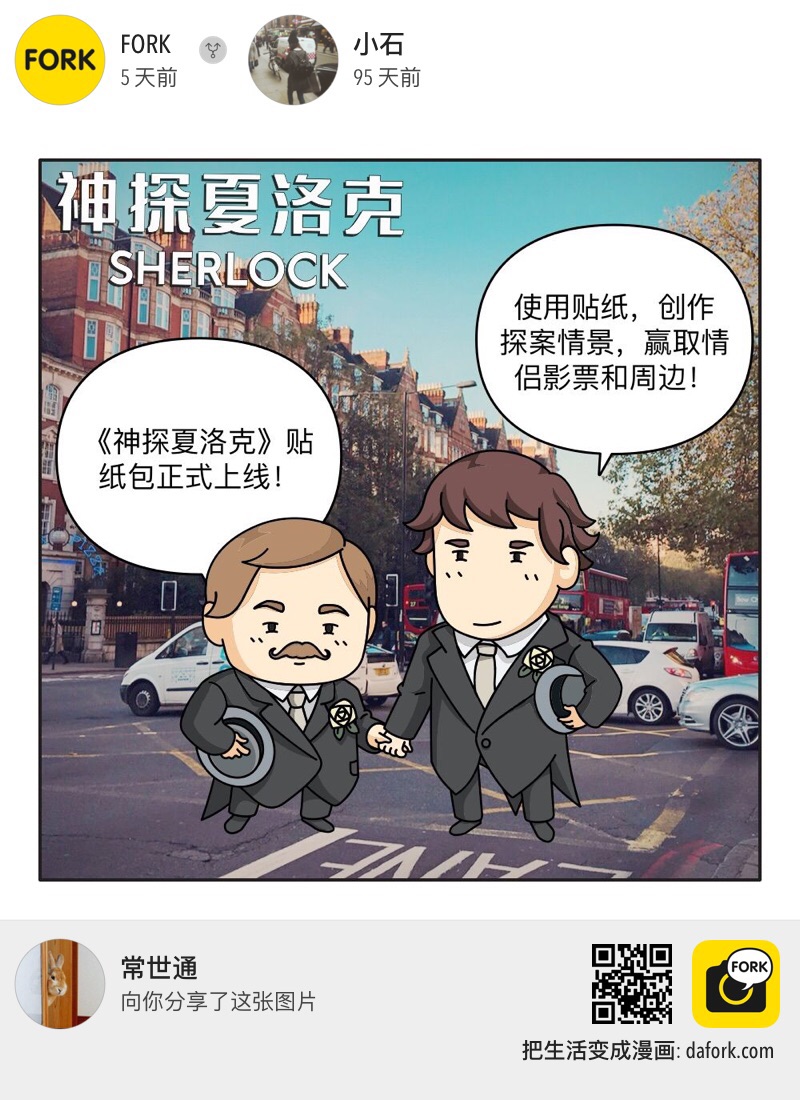 FORK
FORK
5 天前
小石
95 天前
神探夏洛克
SHERLOCK
使用贴纸，创作
探案情景，赢取情
侣影票和周边！
《神探夏洛克》贴
纸包正式上线！
27
常世通
向你分享了这张图片
FORK
把生活变成漫画: dafork.com